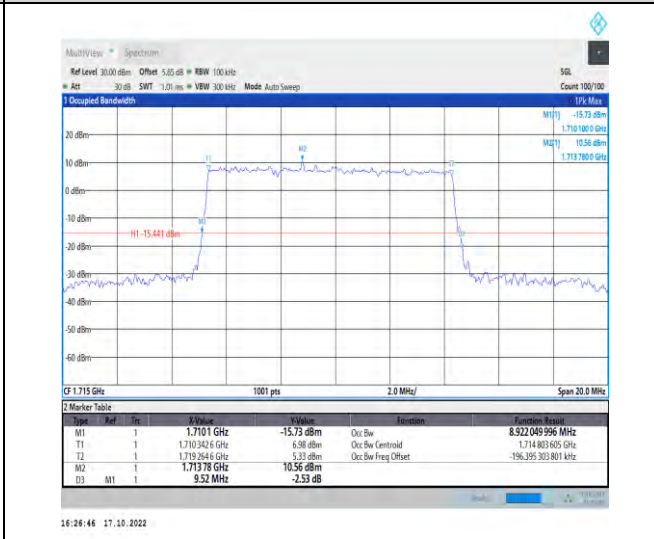 MultiView Spectrum
Ref Level 30.00 dBm Offset 5.85 dB RBW 100 kHz SGL
Att 30 dB SWT 1.01 ms VBW 300 kHz Mode Auto Sweep Count 100/100
1 Occupied Bandwidth 1Pk Max
M1[1] -15.73 dBm
1.710 100 0 GHz
M2[1] 10.56 dBm
1.713 780 0 GHz
20 dBm
M2
T1
10 dBm
0 dBm
-10 dBm
M1
H1 -15.441 dBm
-20 dBm
-30 dBm
-40 dBm
-50 dBm
-60 dBm
CF 1.715 GHz 1001 pts 2.0 MHz/ Span 20.0 MHz
2 Marker Table
Type Ref Trc X-Value Y-Value Function Function Result
M1 1 1.7101 GHz -15.73 dBm Occ Bw 8.922 049 996 MHz
T1 1 1.710 342 6 GHz 6.98 dBm Occ Bw Centroid 1.714 803 605 GHz
T2 1 1.719 264 6 GHz 5.33 dBm Occ Bw Freq Offset -196.395 303 801 kHz
M2 1 1.713 78 GHz 10.56 dBm
D3 M1 1 9.52 MHz -2.53 dB
16:26:46 17.10.2022